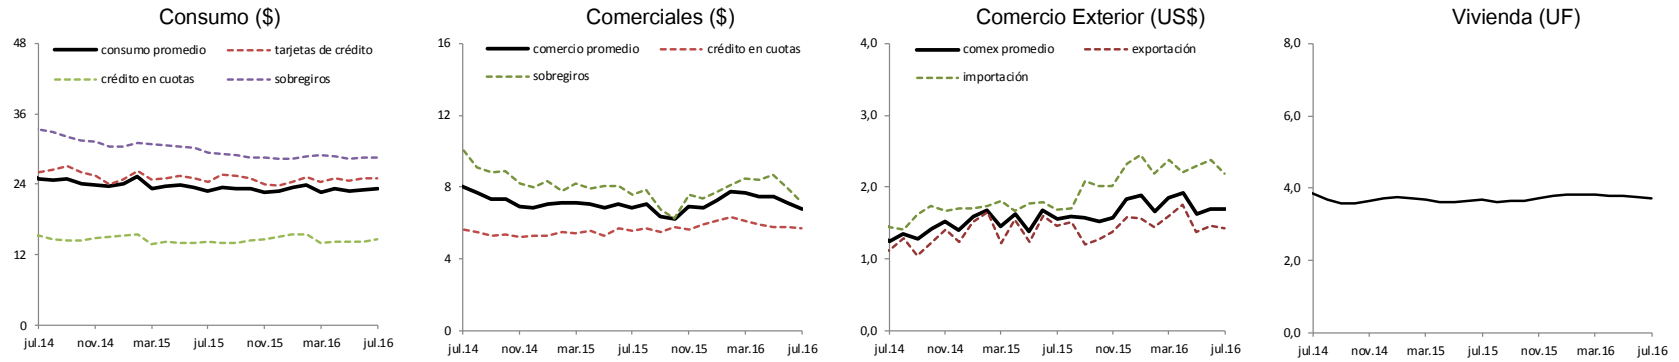 Consumo ($)
48
36
24
12
0
consumo promedio
tarjetas de crédito
crédito en cuotas
sobregiros
jul.14 nov.14 mar.15 jul.15 nov.15 mar.16 jul.16
Comerciales ($)
16
12
8
4
0
comercio promedio
crédito en cuotas
sobregiros
jul.14 nov.14 mar.15 jul.15 nov.15 mar.16 jul.16
Comercio Exterior (US$)
4,0
3,0
2,0
1,0
0,0
comex promedio
exportación
importación
jul.14 nov.14 mar.15 jul.15 nov.15 mar.16 jul.16
Vivienda (UF)
8,0
6,0
4,0
2,0
0,0
jul.14 nov.14 mar.15 jul.15 nov.15 mar.16 jul.16